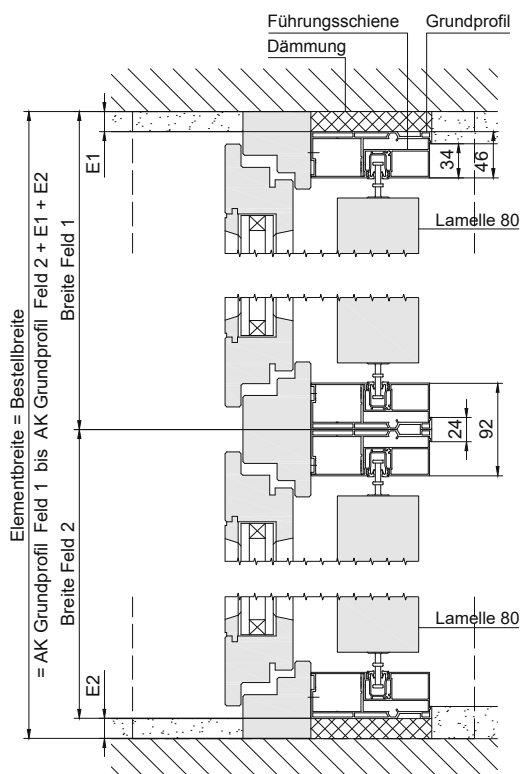 Führungsschiene
Grundprofil
Dämmung
E1
34
46
Lamelle 80
Breite Feld 1
Elementbreite = Bestellbreite
= AK Grundprofil Feld 1 bis AK Grundprofil Feld 2 + E1 + E2
24
92
Breite Feld 2
Lamelle 80
E2